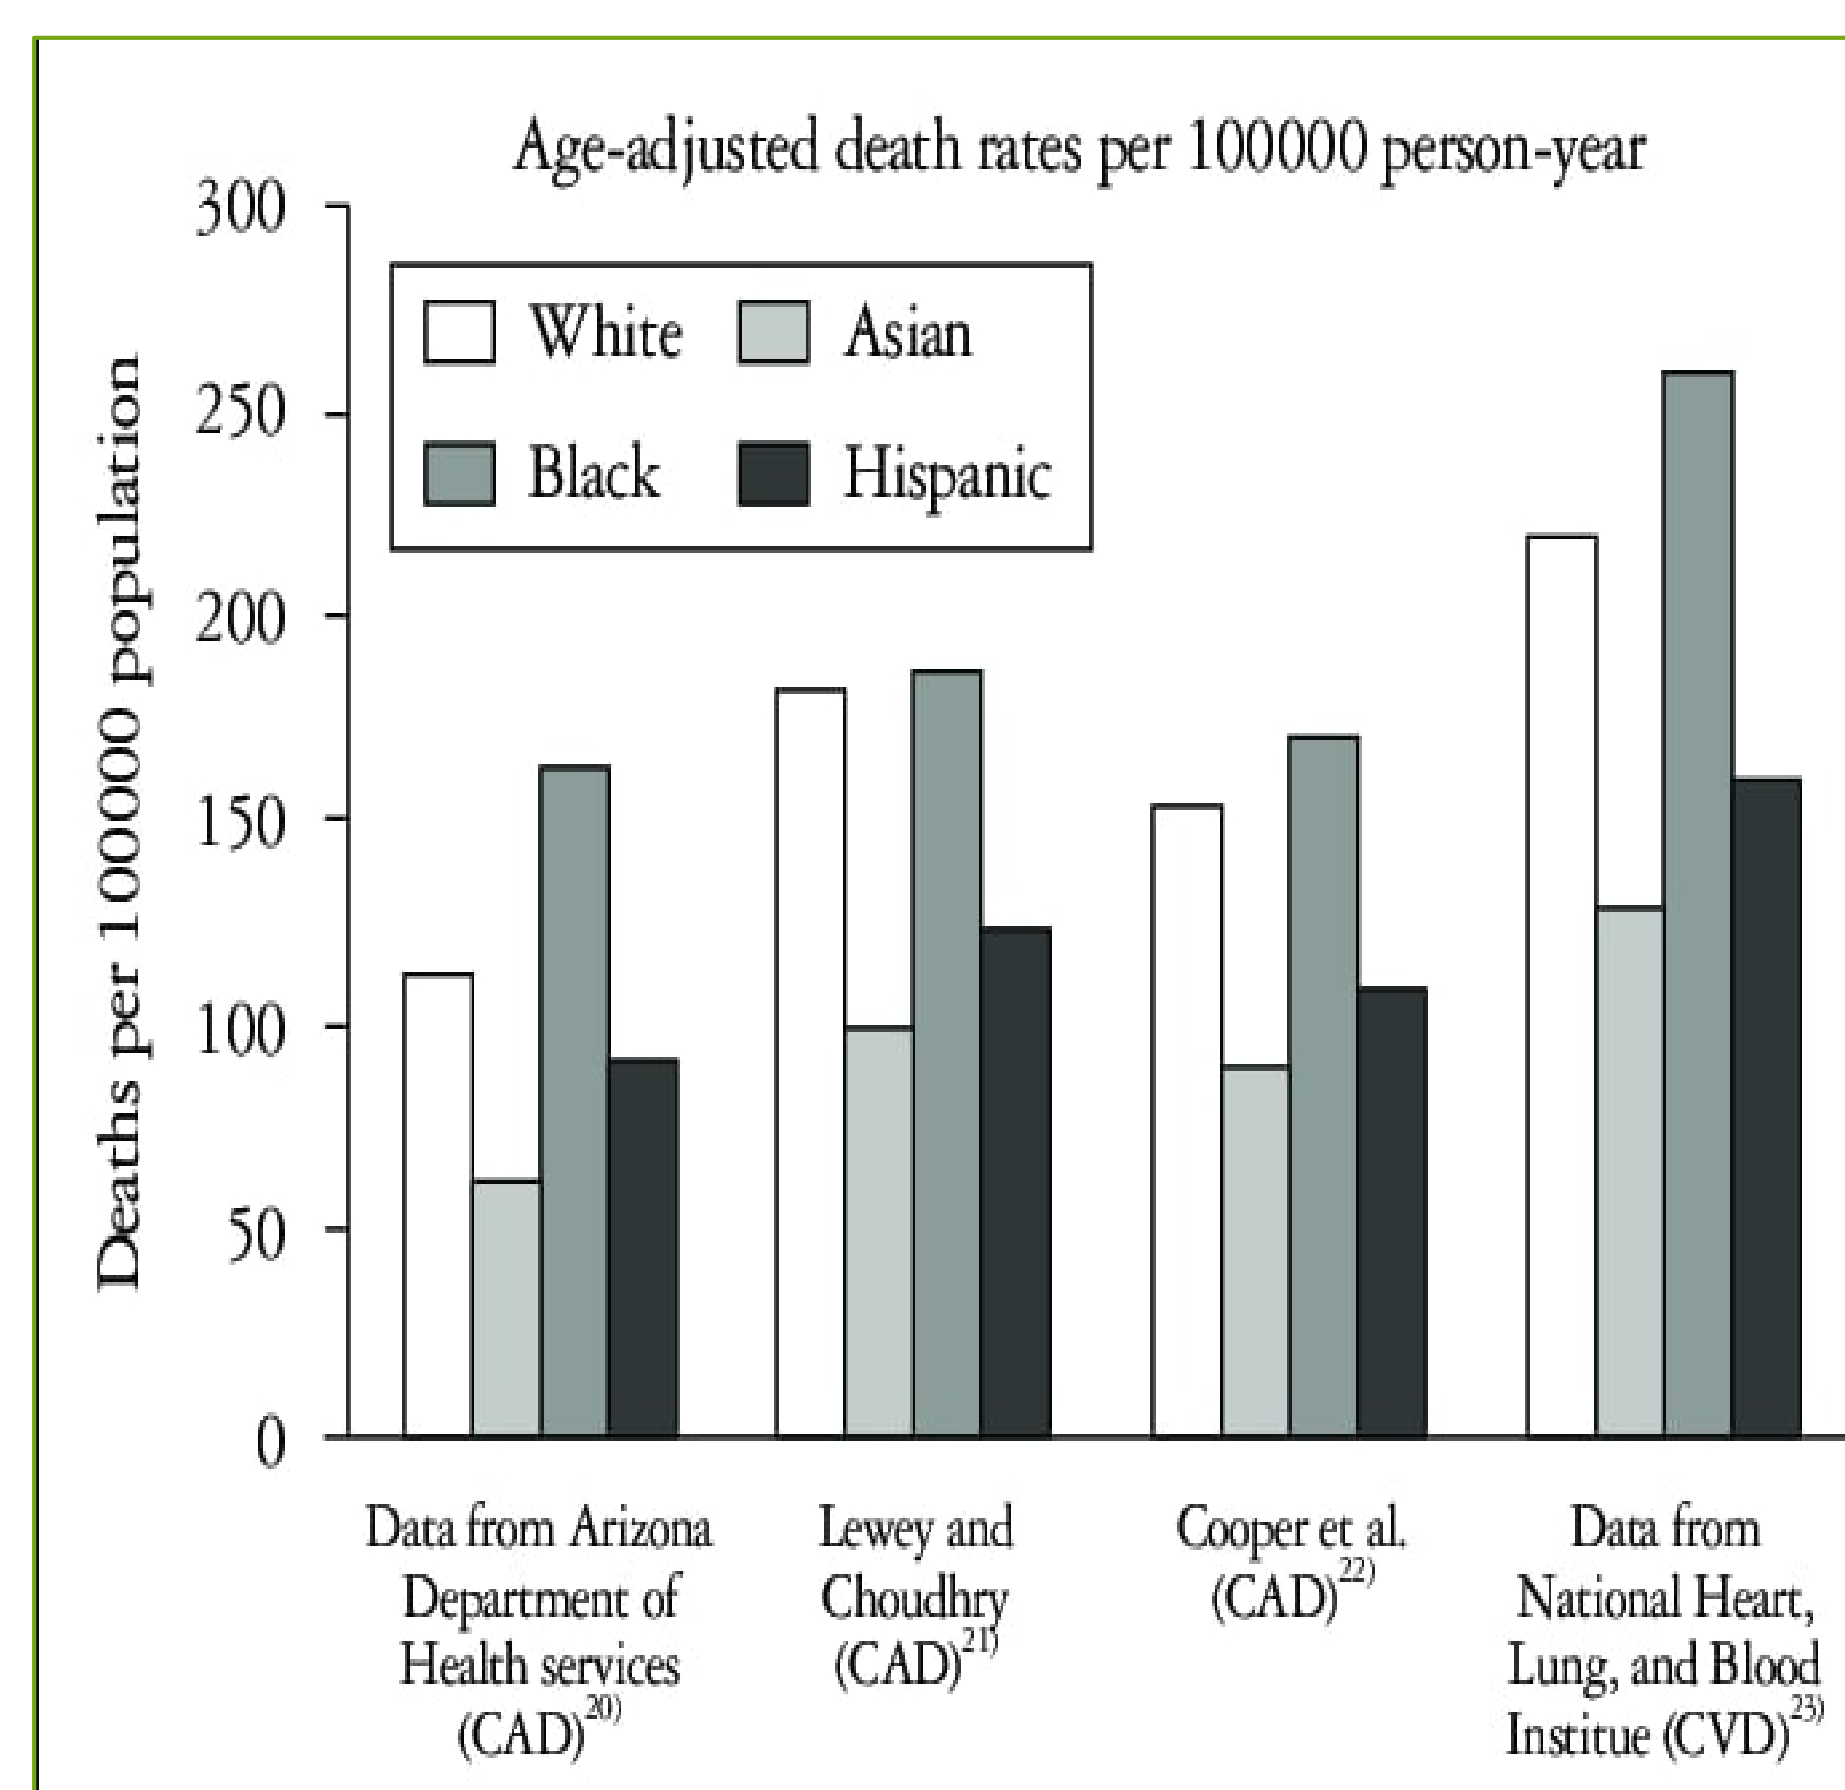 Age-adjusted death rates per 100000 person-year
Deaths per 100000 population
300
250
200
150
100
50
0
White
Asian
Black
Hispanic
Data from Arizona
Department of
Health services
(CAD)20)
Lewey and
Choudhry
(CAD)21)
Cooper et al.
(CAD)22)
Data from
National Heart,
Lung, and Blood
Institue (CVD)23)